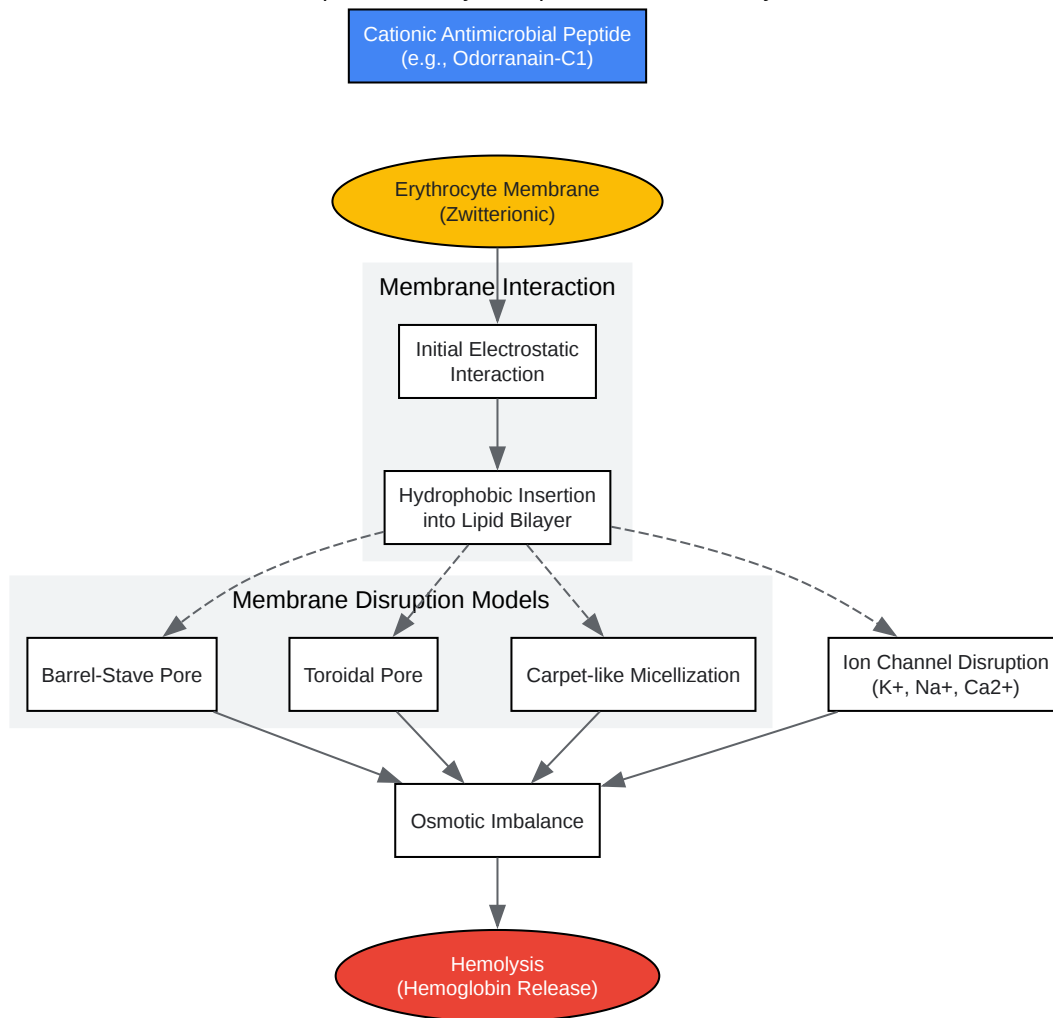 Cationic Antimicrobial Peptide
(e.g., Odorranain-C1)
Erythrocyte Membrane
(Zwitterionic)
Membrane Interaction
Initial Electrostatic
Interaction
Hydrophobic Insertion
into Lipid Bilayer
Membrane Disruption Models
Barrel-Stave Pore
Toroidal Pore
Carpet-like Micellization
Ion Channel Disruption
(K+, Na+, Ca2+)
Osmotic Imbalance
Hemolysis
(Hemoglobin Release)